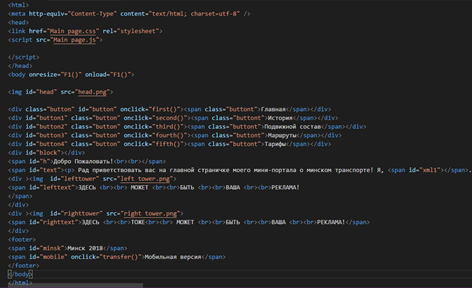 <html>
<meta http-equiv="Content-Type" content="text/html; charset=utf-8" />
<head>
<link href="Main page.css" rel="stylesheet">
<script src="Main page.js">
</script>
</head>
<body onresize="F1()" onload="F1()">
<img id="head" src="head.png">
<div class="button" id="button" onclick="first()"><span class="buttont">Главная</span></div>
<div id="button1" class="button" onclick="second()"><span class="buttont">История</span></div>
<div id="button2" class="button" onclick="third()"><span class="buttont">Подвижной состав</span></div>
<div id="button3" class="button" onclick="fourth()"><span class="buttont">Маршруты</span></div>
<div id="button4" class="button" onclick="fifth()"><span class="buttont">Тарифы</span></div>
<div id="block"></div>
<span id="h">Добро Пожаловать!<br><br></span>
<span id="text"><p> Рад приветствовать вас на главной страничке моего мини-портала о минском транспорте! Я, <span id="xml1"></span>.
<div ><img  id="lefttower" src="left tower.png">
<span id="lefttext">ЗДЕСЬ <br><br> МОЖЕТ <br><br>БЫТЬ <br><br>ВАША <br><br>РЕКЛАМА!
</span>
</div>
<div ><img  id="righttower" src="right tower.png">
<span id="righttext">ЗДЕСЬ <br><br>ТОЖЕ<br><br> МОЖЕТ <br><br>БЫТЬ <br><br>ВАША <br><br>РЕКЛАМА!</span>
</div>
<footer>
<span id="minsk">Минск 2018</span>
<span id="mobile" onclick="transfer()">Мобильная версия</span>
</footer>
</body>
</html>